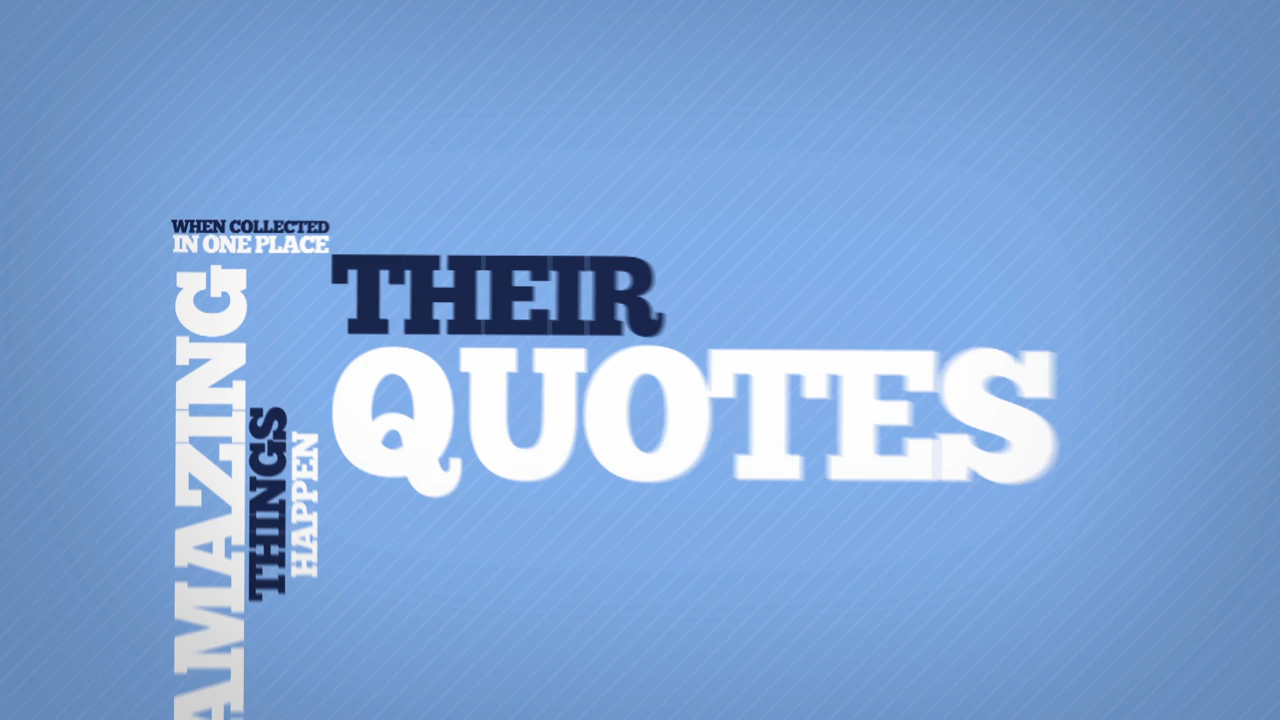 WHEN COLLECTED
IN ONE PLACE
AMAZING
THINGS
HAPPEN
THEIR
QUOTES